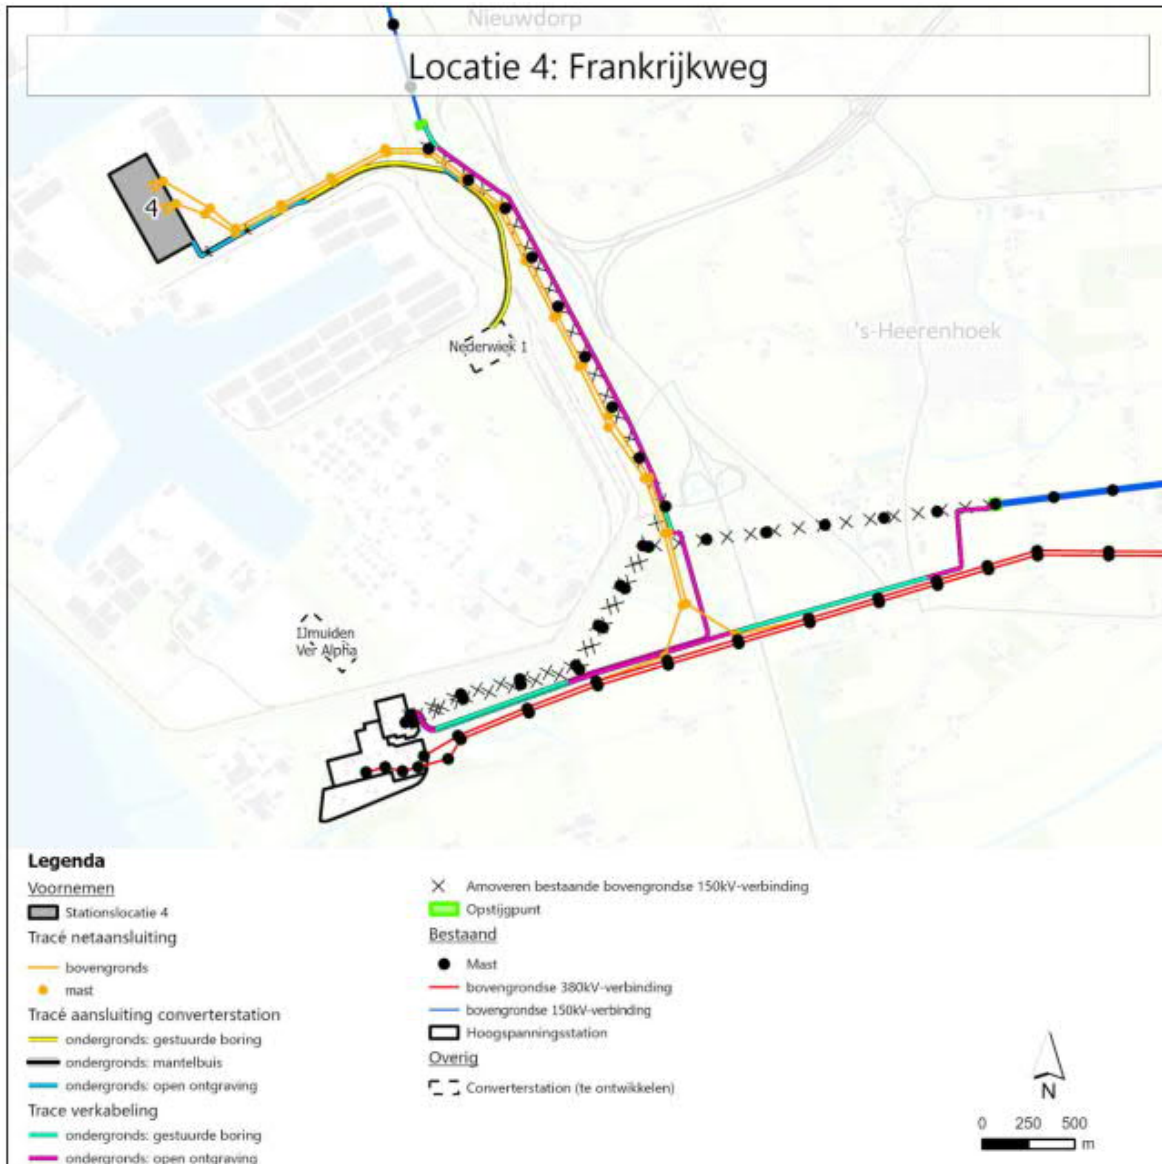 Nieuwdorp
Locatie 4: Frankrijkweg
4
's-Heerenhoek
Nederwiek 1
IJmuiden
Ver Alpha
Legenda
Voornemen
Stationslocatie 4
Tracé netaansluiting
bovengronds
mast
Tracé aansluiting converterstation
ondergronds: gestuurde boring
ondergronds: mantelbuis
ondergronds: open ontgraving
Trace verkabeling
ondergronds: gestuurde boring
ondergronds: open ontgraving
Amoveren bestaande bovengrondse 150kV-verbinding
Opstijgpunt
Bestaand
Mast
bovengrondse 380kV-verbinding
bovengrondse 150kV-verbinding
Hoogspanningsstation
Overig
Converterstation (te ontwikkelen)
N
0 250 500
m